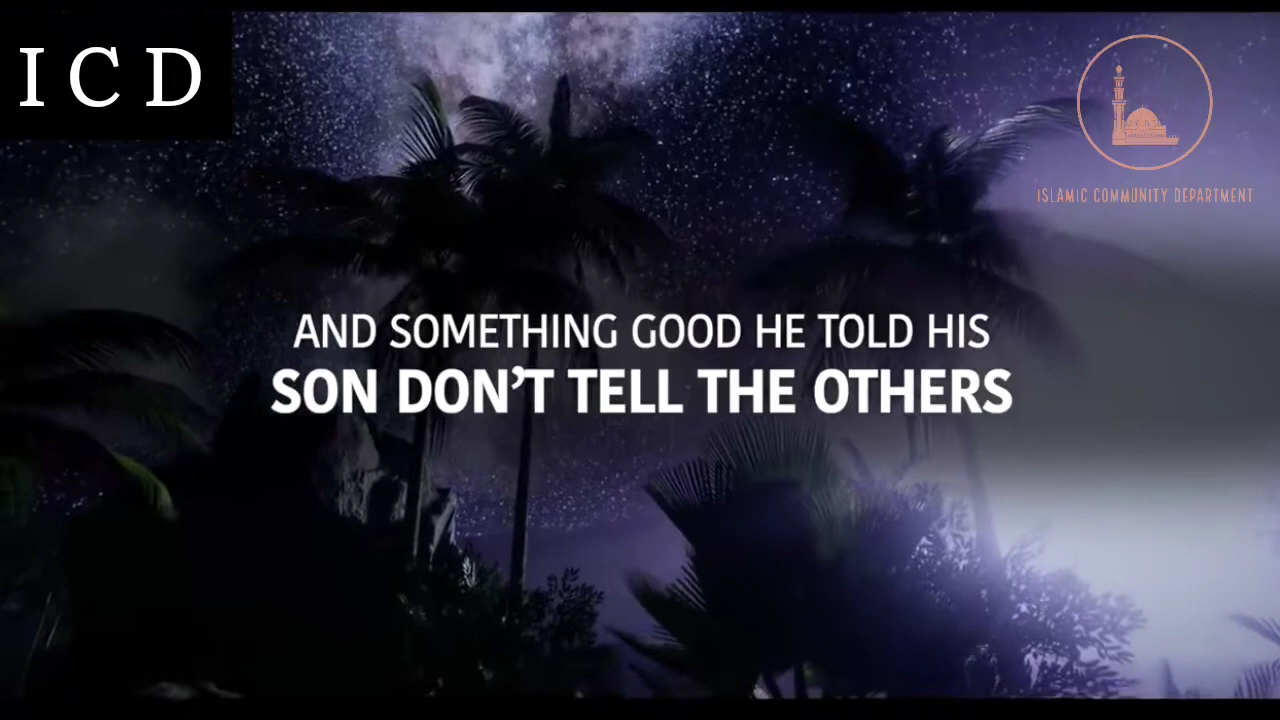 I C D
ISLAMIC COMMUNITY DEPARTMENT
AND SOMETHING GOOD HE TOLD HIS
SON DON'T TELL THE OTHERS